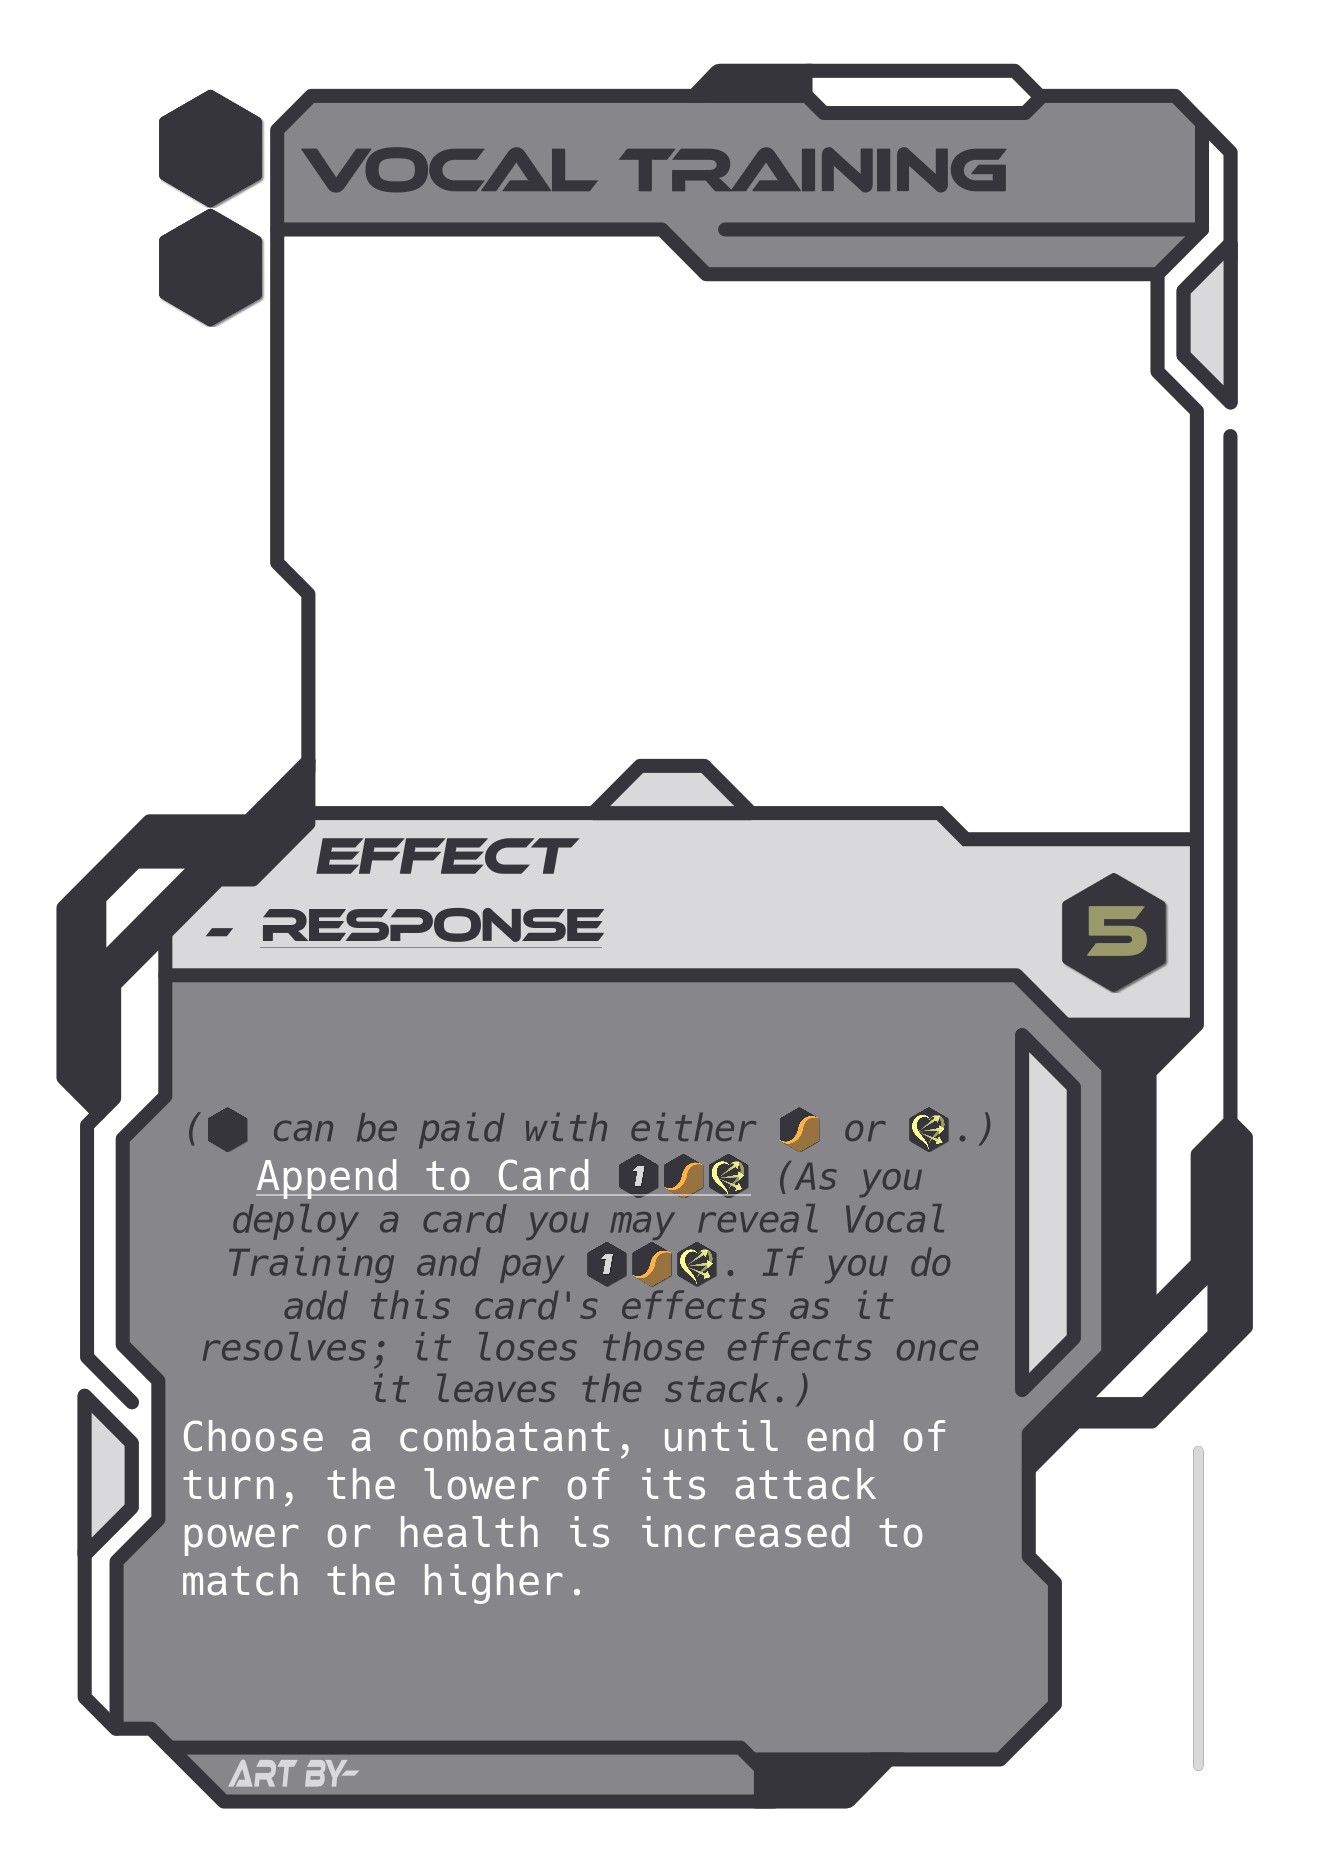 VOCAL TRAINING
EFFECT
- RESPONSE
5
( can be paid with either or .)
Append to Card 1 (As you
deploy a card you may reveal Vocal
Training and pay 1 . If you do
add this card's effects as it
resolves; it loses those effects once
it leaves the stack.)
Choose a combatant, until end of
turn, the lower of its attack
power or health is increased to
match the higher.
ART BY-